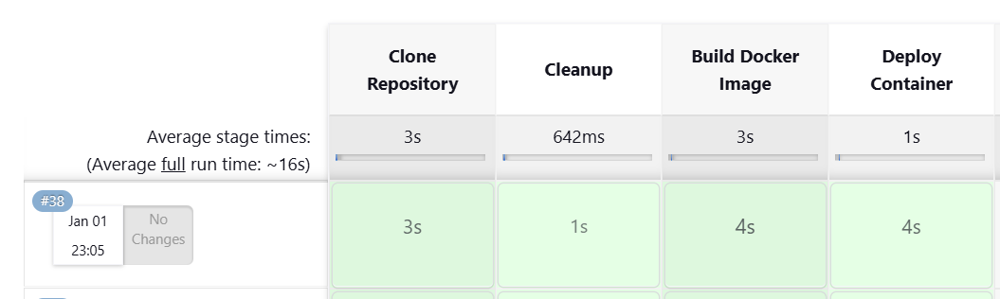 Clone
Repository
Cleanup
Build Docker
Image
Deploy
Container
Average stage times:
(Average full run time: ~16s)
3s
642ms
3s
1s
#38
Jan 01
23:05
No
Changes
3s
1s
4s
4s